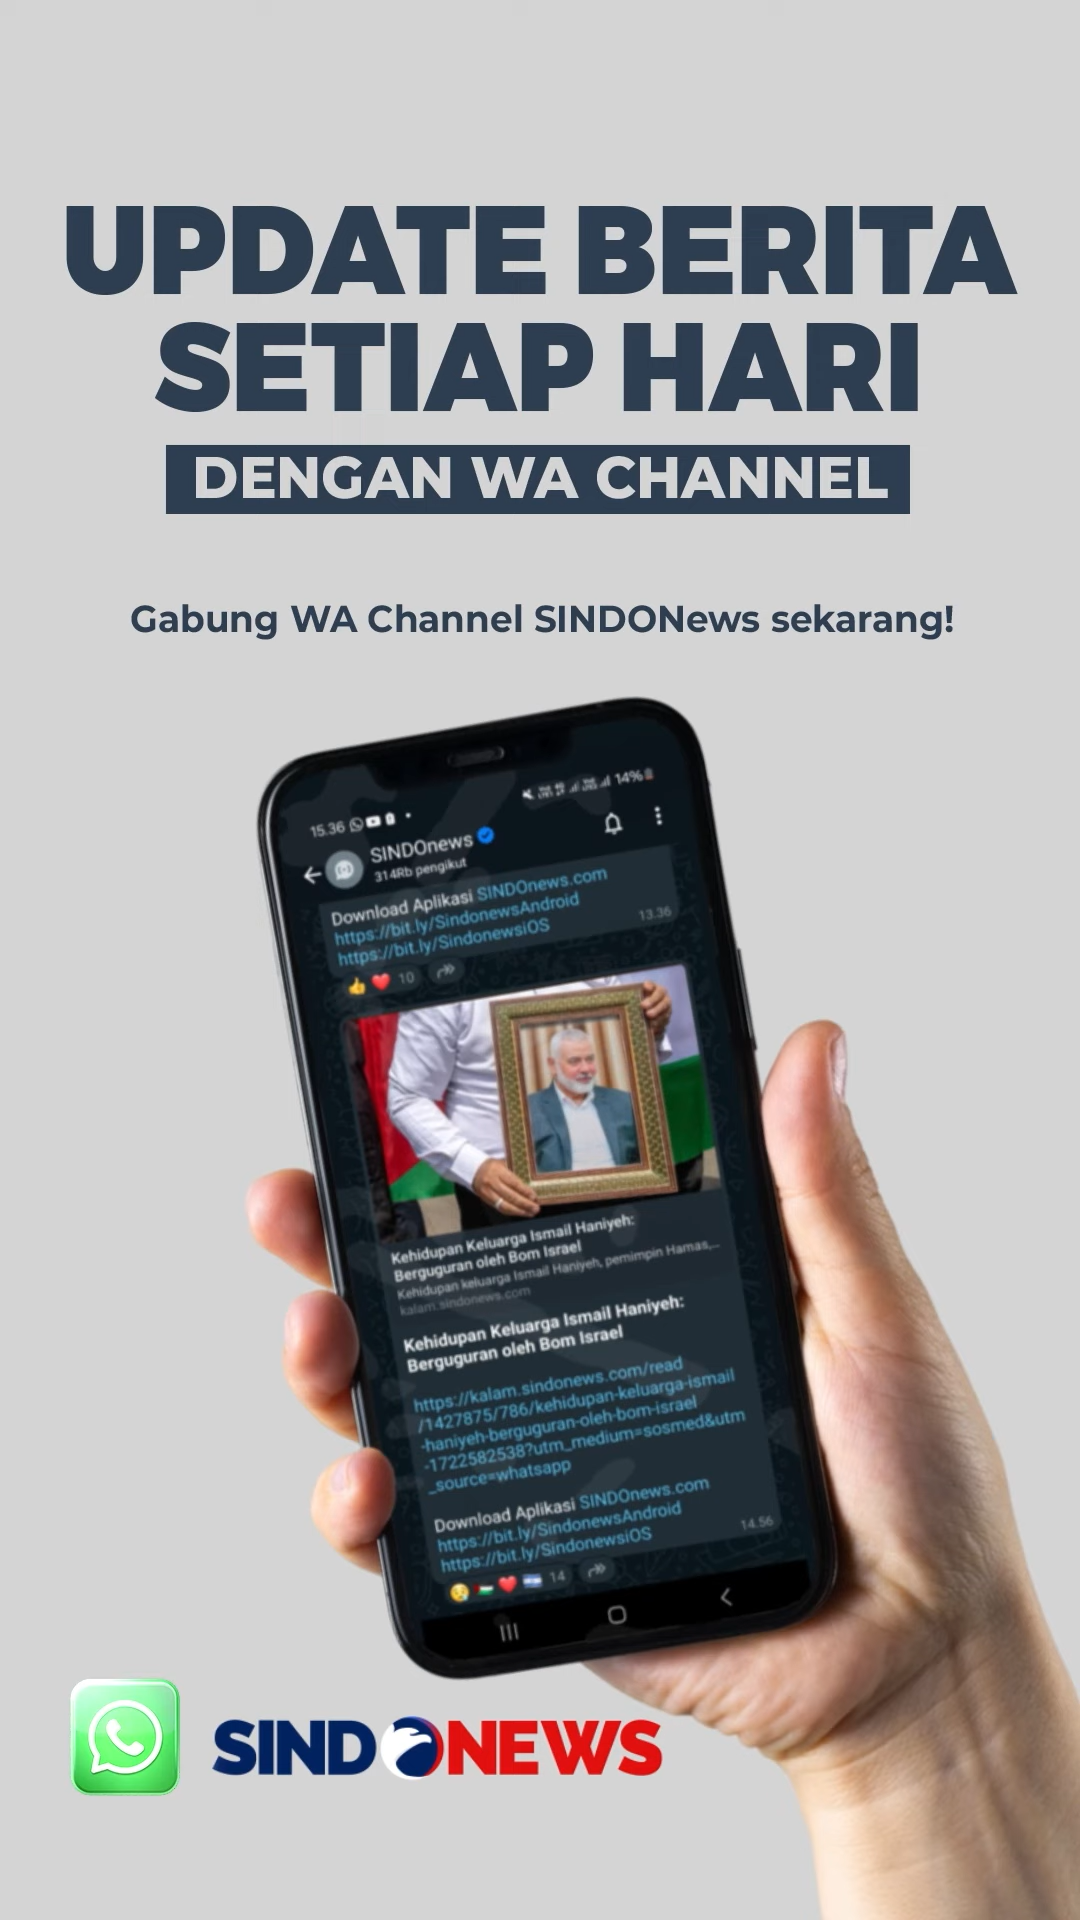 UPDATE BERITA
SETIAP HARI
DENGAN WA CHANNEL
Gabung WA Channel SINDONews sekarang!
15.36
14%
SINDOnews
314Rb pengikut
Download Aplikasi SINDOnews.com
https://bit.ly/SindonewsAndroid
https://bit.ly/SindonewsiOS
13.36
10
Kehidupan Keluarga Ismail Haniyeh:
Berguguran oleh Bom Israel
Kehidupan keluarga Ismail Haniyeh, pemimpin Hamas,...
kalam.sindonews.com
Kehidupan Keluarga Ismail Haniyeh:
Berguguran oleh Bom Israel
https://kalam.sindonews.com/read
/1427875/786/kehidupan-keluarga-ismail
-haniyeh-berguguran-oleh-bom-israel
-1722582538?utm_medium=sosmed&utm
_source=whatsapp
Download Aplikasi SINDOnews.com
https://bit.ly/SindonewsAndroid
https://bit.ly/SindonewsiOS
14.56
14
SINDONEWS